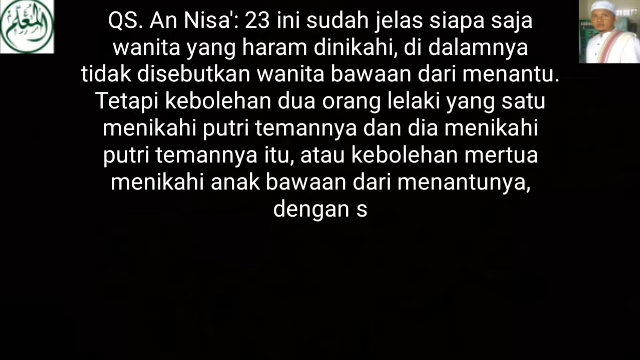 QS. An Nisa': 23 ini sudah jelas siapa saja
wanita yang haram dinikahi, di dalamnya
tidak disebutkan wanita bawaan dari menantu.
Tetapi kebolehan dua orang lelaki yang satu
menikahi putri temannya dan dia menikahi
putri temannya itu, atau kebolehan mertua
menikahi anak bawaan dari menantunya,
dengan s